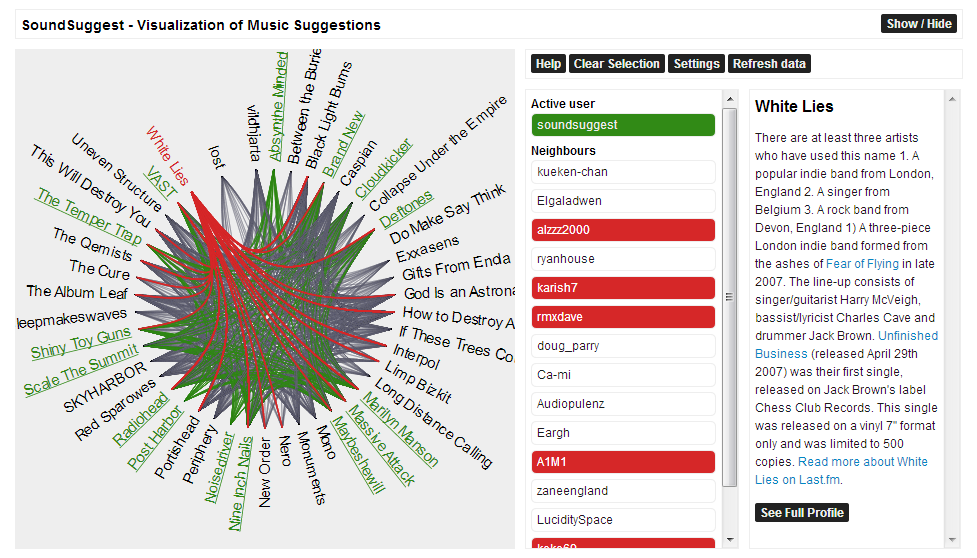 SoundSuggest - Visualization of Music Suggestions
Show / Hide
lost
vildhjarta
Absynthe Minded
Between the Burie
Black Light Burns
Brand New
Caspian
Cloudkicker
Collapse Under the Empire
Deftones
Do Make Say Think
Exxasens
Gifts From Enola
God Is an Astrona
How to Destroy A
If These Trees Co
Interpol
Limp Bizkit
Long Distance Calling
Marilyn Manson
Massive Attack
Maybeshewill
Mono
Monuments
Nero
New Order
Nine Inch Nails
Noisedriver
Periphery
Portishead
Post Harbor
Radiohead
Red Sparowes
SKYHARBOR
Scale The Summit
Shiny Toy Guns
leepmakeswaves
The Album Leaf
The Cure
The Qemists
The Temper Trap
This Will Destroy You
Uneven Structure
VAST
White Lies
Help
Clear Selection
Settings
Refresh data
Active user
soundsuggest
Neighbours
kueken-chan
Elgaladwen
alzzz2000
ryanhouse
karish7
rmxdave
doug_parry
Ca-mi
Audiopulenz
Eargh
A1M1
zaneengland
LuciditySpace
White Lies
There are at least three artists
who have used this name 1. A
popular indie band from London,
England 2. A singer from
Belgium 3. A rock band from
Devon, England 1) A three-piece
London indie band formed from
the ashes of Fear of Flying in late
2007. The line-up consists of
singer/guitarist Harry McVeigh,
bassist/lyricist Charles Cave and
drummer Jack Brown. Unfinished
Business (released April 29th
2007) was their first single,
released on Jack Brown's label
Chess Club Records. This single
was released on a vinyl 7" format
only and was limited to 500
copies. Read more about White
Lies on Last.fm.
See Full Profile